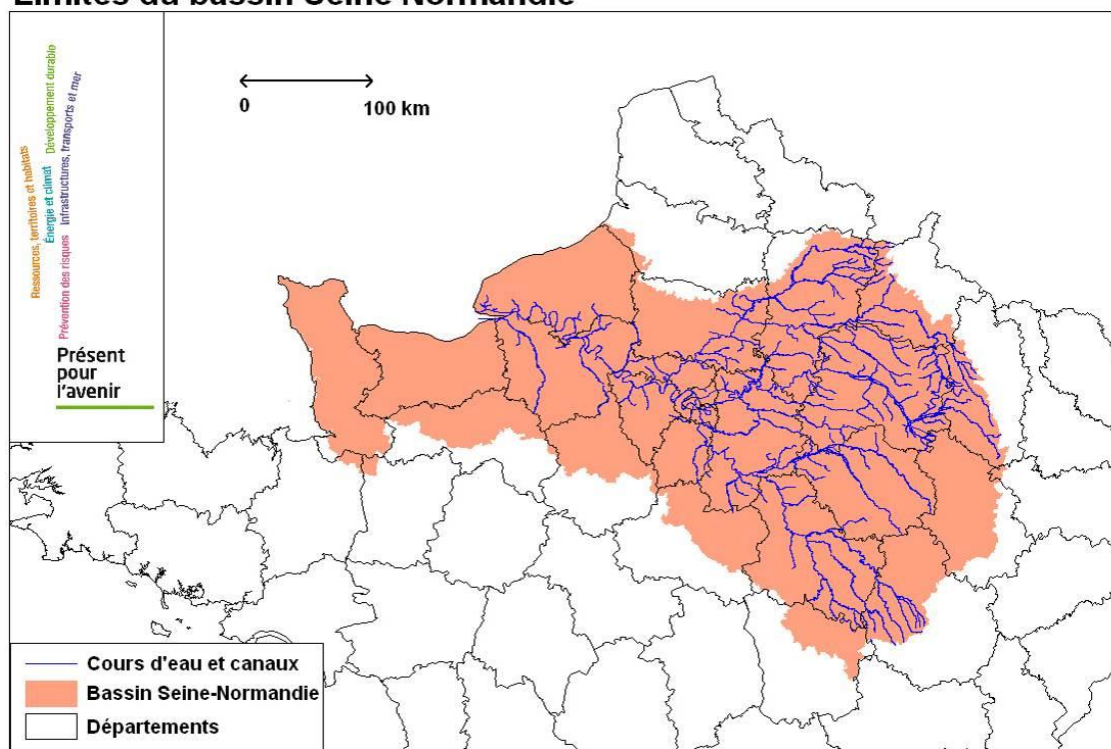 Limites du bassin Seine Normandie
Ressources, territoires et habitats
Énergie et climat
Développement durable
Prévention des risques
Infrastructures, transports et mer
Présent
pour
l'avenir
0
100 km
Cours d'eau et canaux
Bassin Seine-Normandie
Départements